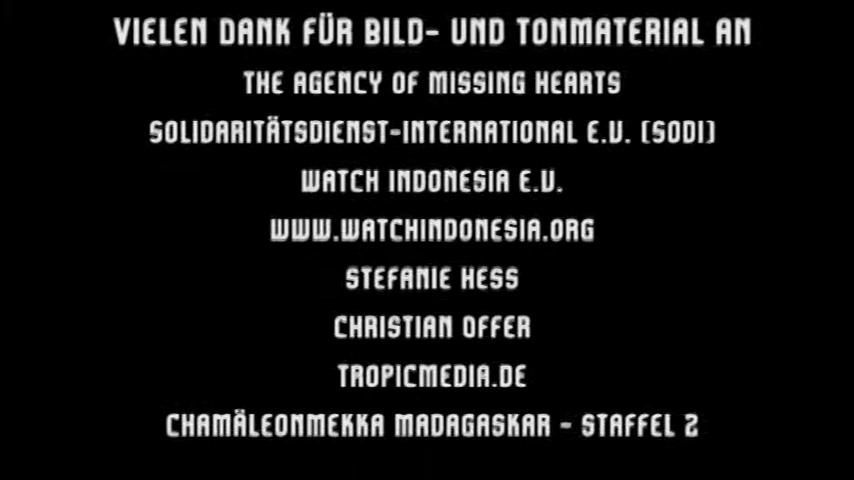 VIELEN DANK FÜR BILD- UND TONMATERIAL AN
THE AGENCY OF MISSING HEARTS
SOLIDARITÄTSDIENST-INTERNATIONAL E.V. (SODI)
WATCH INDONESIA E.V.
WWW.WATCHINDONESIA.ORG
STEFANIE HESS
CHRISTIAN OFFER
TROPICMEDIA.DE
CHAMÄLEONMEKKA MADAGASKAR - STAFFEL 2